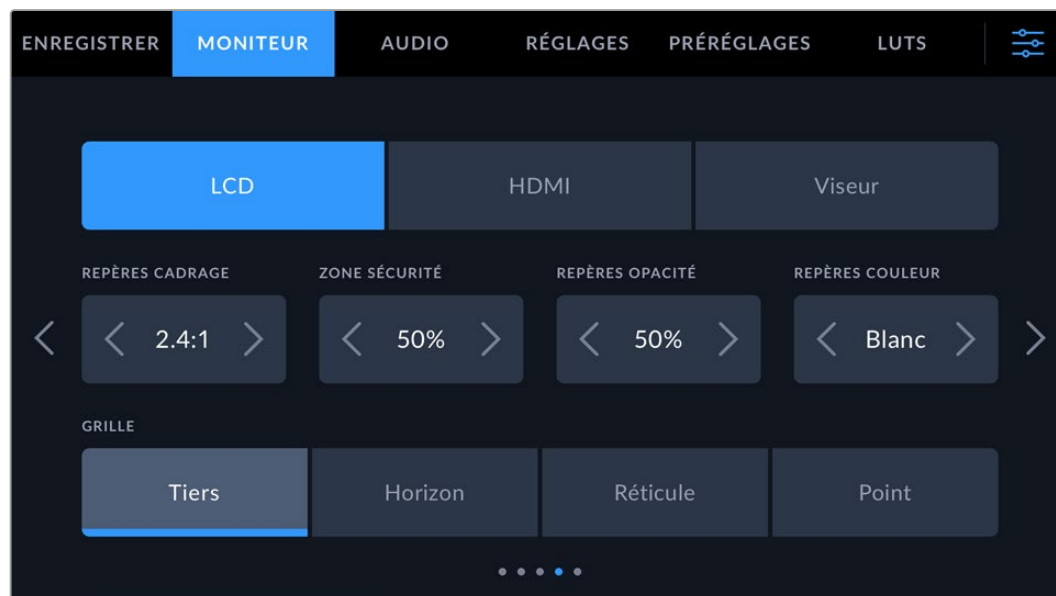 ENREGISTRER MONITEUR AUDIO RÉGLAGES PRÉRÉGLAGES LUTS
LCD HDMI Viseur
REPÈRES CADRAGE ZONE SÉCURITÉ REPÈRES OPACITÉ REPÈRES COULEUR
2.4:1 50% 50% Blanc
GRILLE
Tiers Horizon Réticule Point